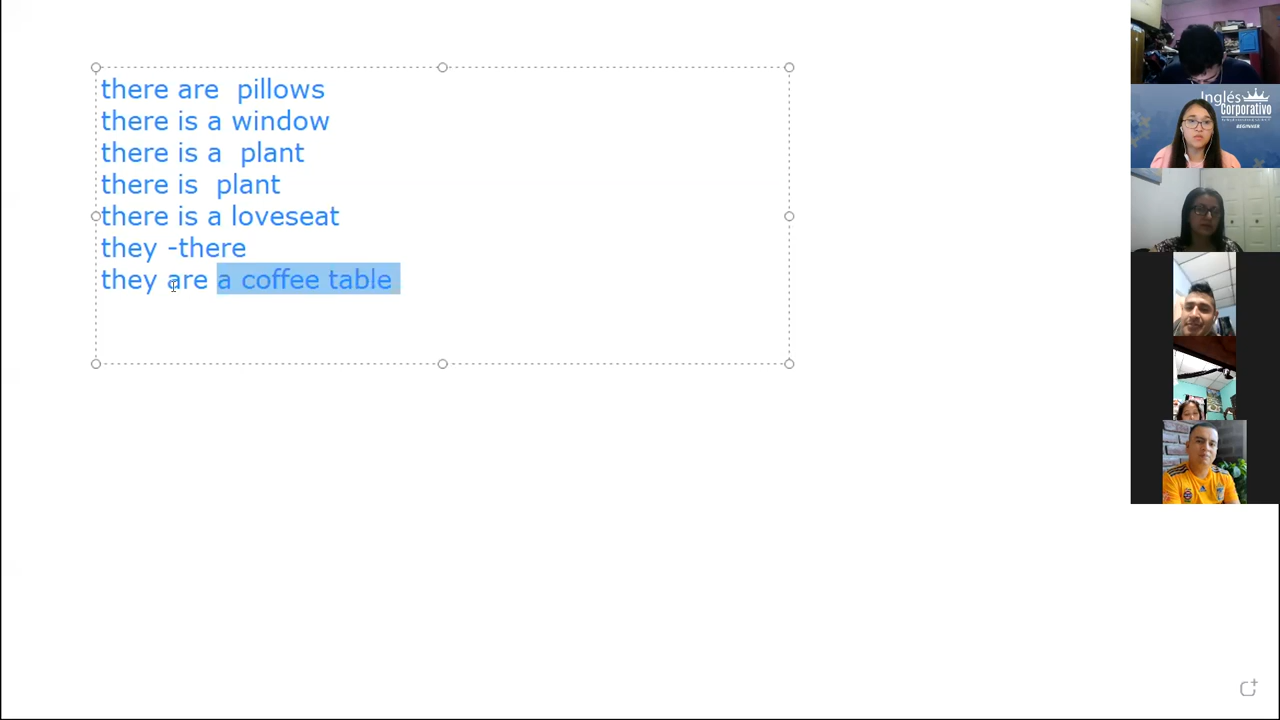 there are  pillows
there is a window
there is a  plant
there is  plant
there is a loveseat
they -there
they are a coffee table
Inglés
Corporativo
BEGINNER